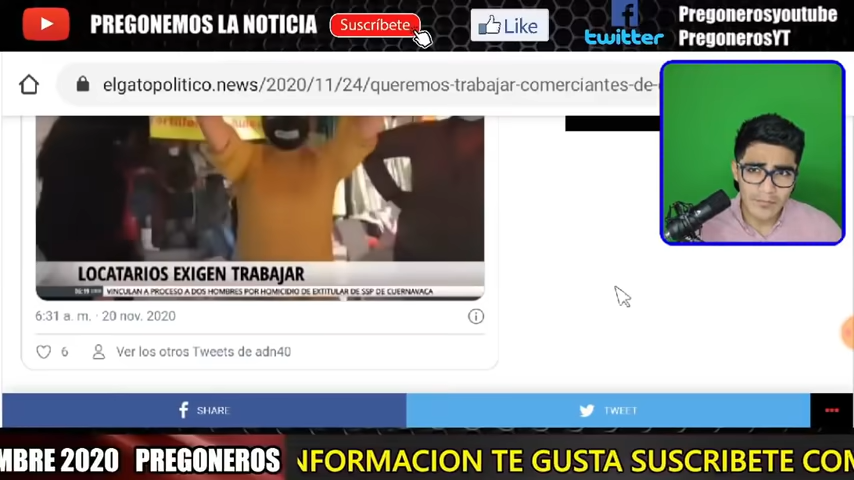 PREGONEMOS LA NOTICIA
Suscríbete
Like
twitter
Pregonerosyoutube
PregonerosYT
elgatopolitico.news/2020/11/24/queremos-trabajar-comerciantes-de-
LOCATARIOS EXIGEN TRABAJAR
VINCULAN A PROCESO A DOS HOMBRES POR HOMICIDIO DE EXTITULAR DE SSP DE CUERNAVACA
6:31 a. m. · 20 nov. 2020
6
Ver los otros Tweets de adn40
SHARE
TWEET
MBRE 2020 PREGONEROS NFORMACION TE GUSTA SUSCRIBETE COM